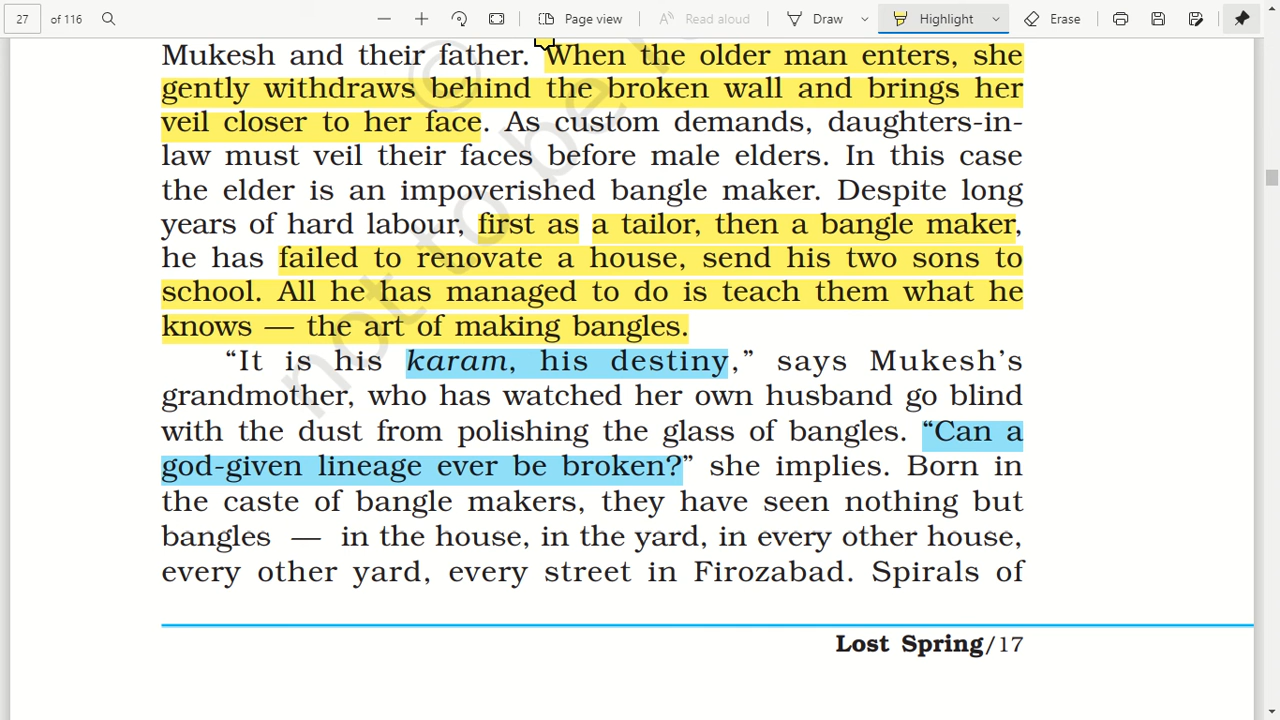 27 of 116 Page view Read aloud Draw Highlight Erase
Mukesh and their father. When the older man enters, she
gently withdraws behind the broken wall and brings her
veil closer to her face. As custom demands, daughters-in-
law must veil their faces before male elders. In this case
the elder is an impoverished bangle maker. Despite long
years of hard labour, first as a tailor, then a bangle maker,
he has failed to renovate a house, send his two sons to
school. All he has managed to do is teach them what he
knows — the art of making bangles.
“It is his karam, his destiny,” says Mukesh’s
grandmother, who has watched her own husband go blind
with the dust from polishing the glass of bangles. “Can a
god-given lineage ever be broken?” she implies. Born in
the caste of bangle makers, they have seen nothing but
bangles — in the house, in the yard, in every other house,
every other yard, every street in Firozabad. Spirals of
Lost Spring/17
© not to be